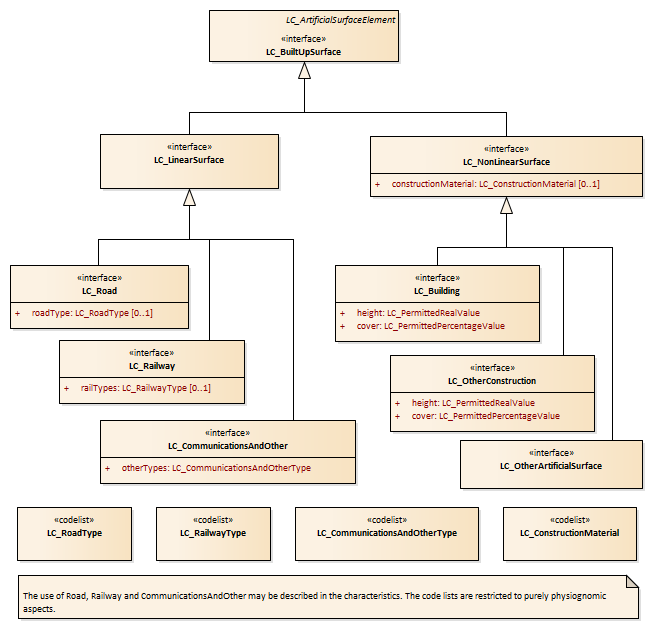 LC_ArtificialSurfaceElement
«interface»
LC_BuiltUpSurface
«interface»
LC_LinearSurface
«interface»
LC_NonLinearSurface
+ constructionMaterial: LC_ConstructionMaterial [0..1]
«interface»
LC_Road
+ roadType: LC_RoadType [0..1]
«interface»
LC_Building
+ height: LC_PermittedRealValue
+ cover: LC_PermittedPercentageValue
«interface»
LC_Railway
+ railTypes: LC_RailwayType [0..1]
«interface»
LC_OtherConstruction
+ height: LC_PermittedRealValue
+ cover: LC_PermittedPercentageValue
«interface»
LC_CommunicationsAndOther
+ otherTypes: LC_CommunicationsAndOtherType
«interface»
LC_OtherArtificialSurface
«codelist»
LC_RoadType
«codelist»
LC_RailwayType
«codelist»
LC_CommunicationsAndOtherType
«codelist»
LC_ConstructionMaterial
The use of Road, Railway and CommunicationsAndOther may be described in the characteristics. The code lists are restricted to purely physiognomic
aspects.